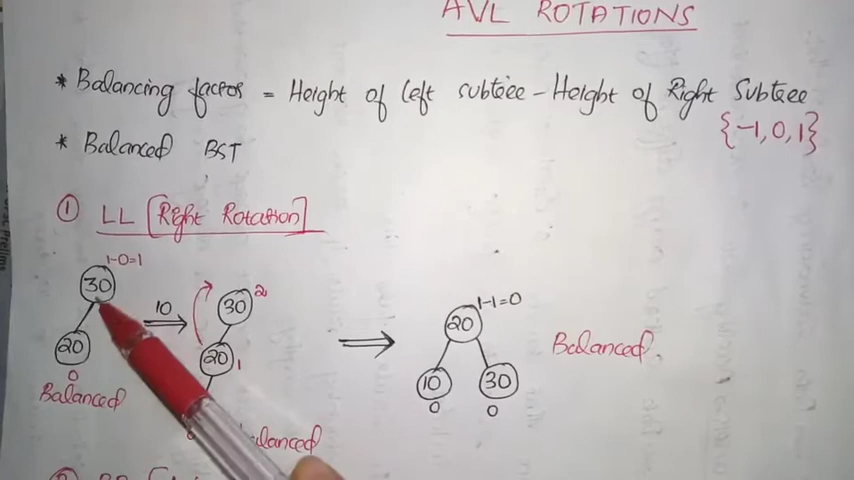 AVL ROTATIONS
* Balancing factor = Height of left subtree - Height of Right Subtree
{-1, 0, 1}
* Balanced BST
① LL [Right Rotation]
1-0=1
30
20
0
Balanced
10
30 2
20 1
1-1=0
20
10 30
0 0
Balanced.